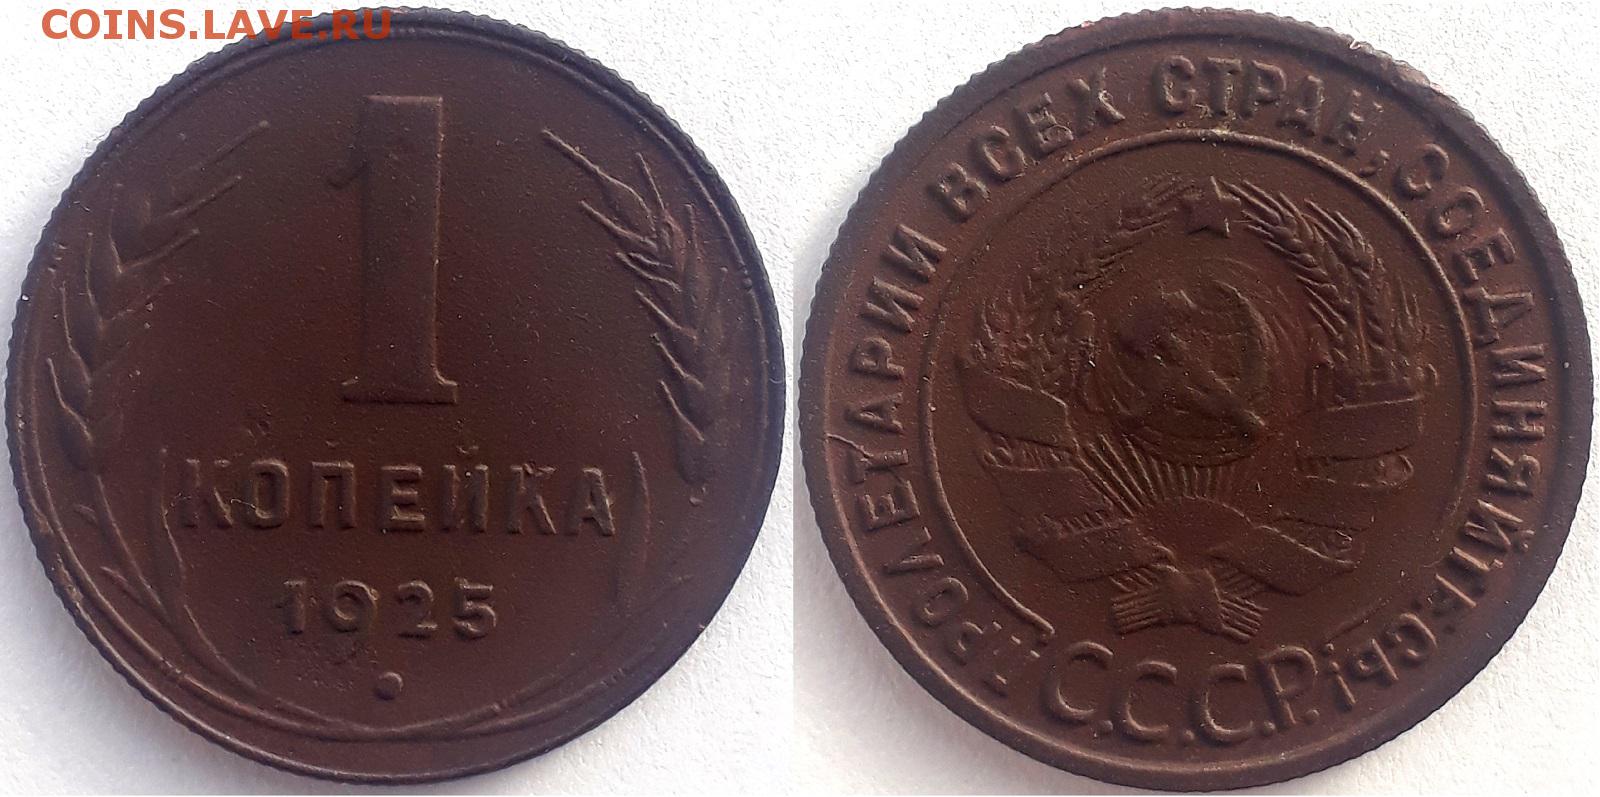 COINS.LAVE.RU
1
КОПЕЙКА
1925
ПРОЛЕТАРИИ ВСЕХ СТРАН, СОЕДИНЯЙТЕСЬ!
С.С.С.Р.